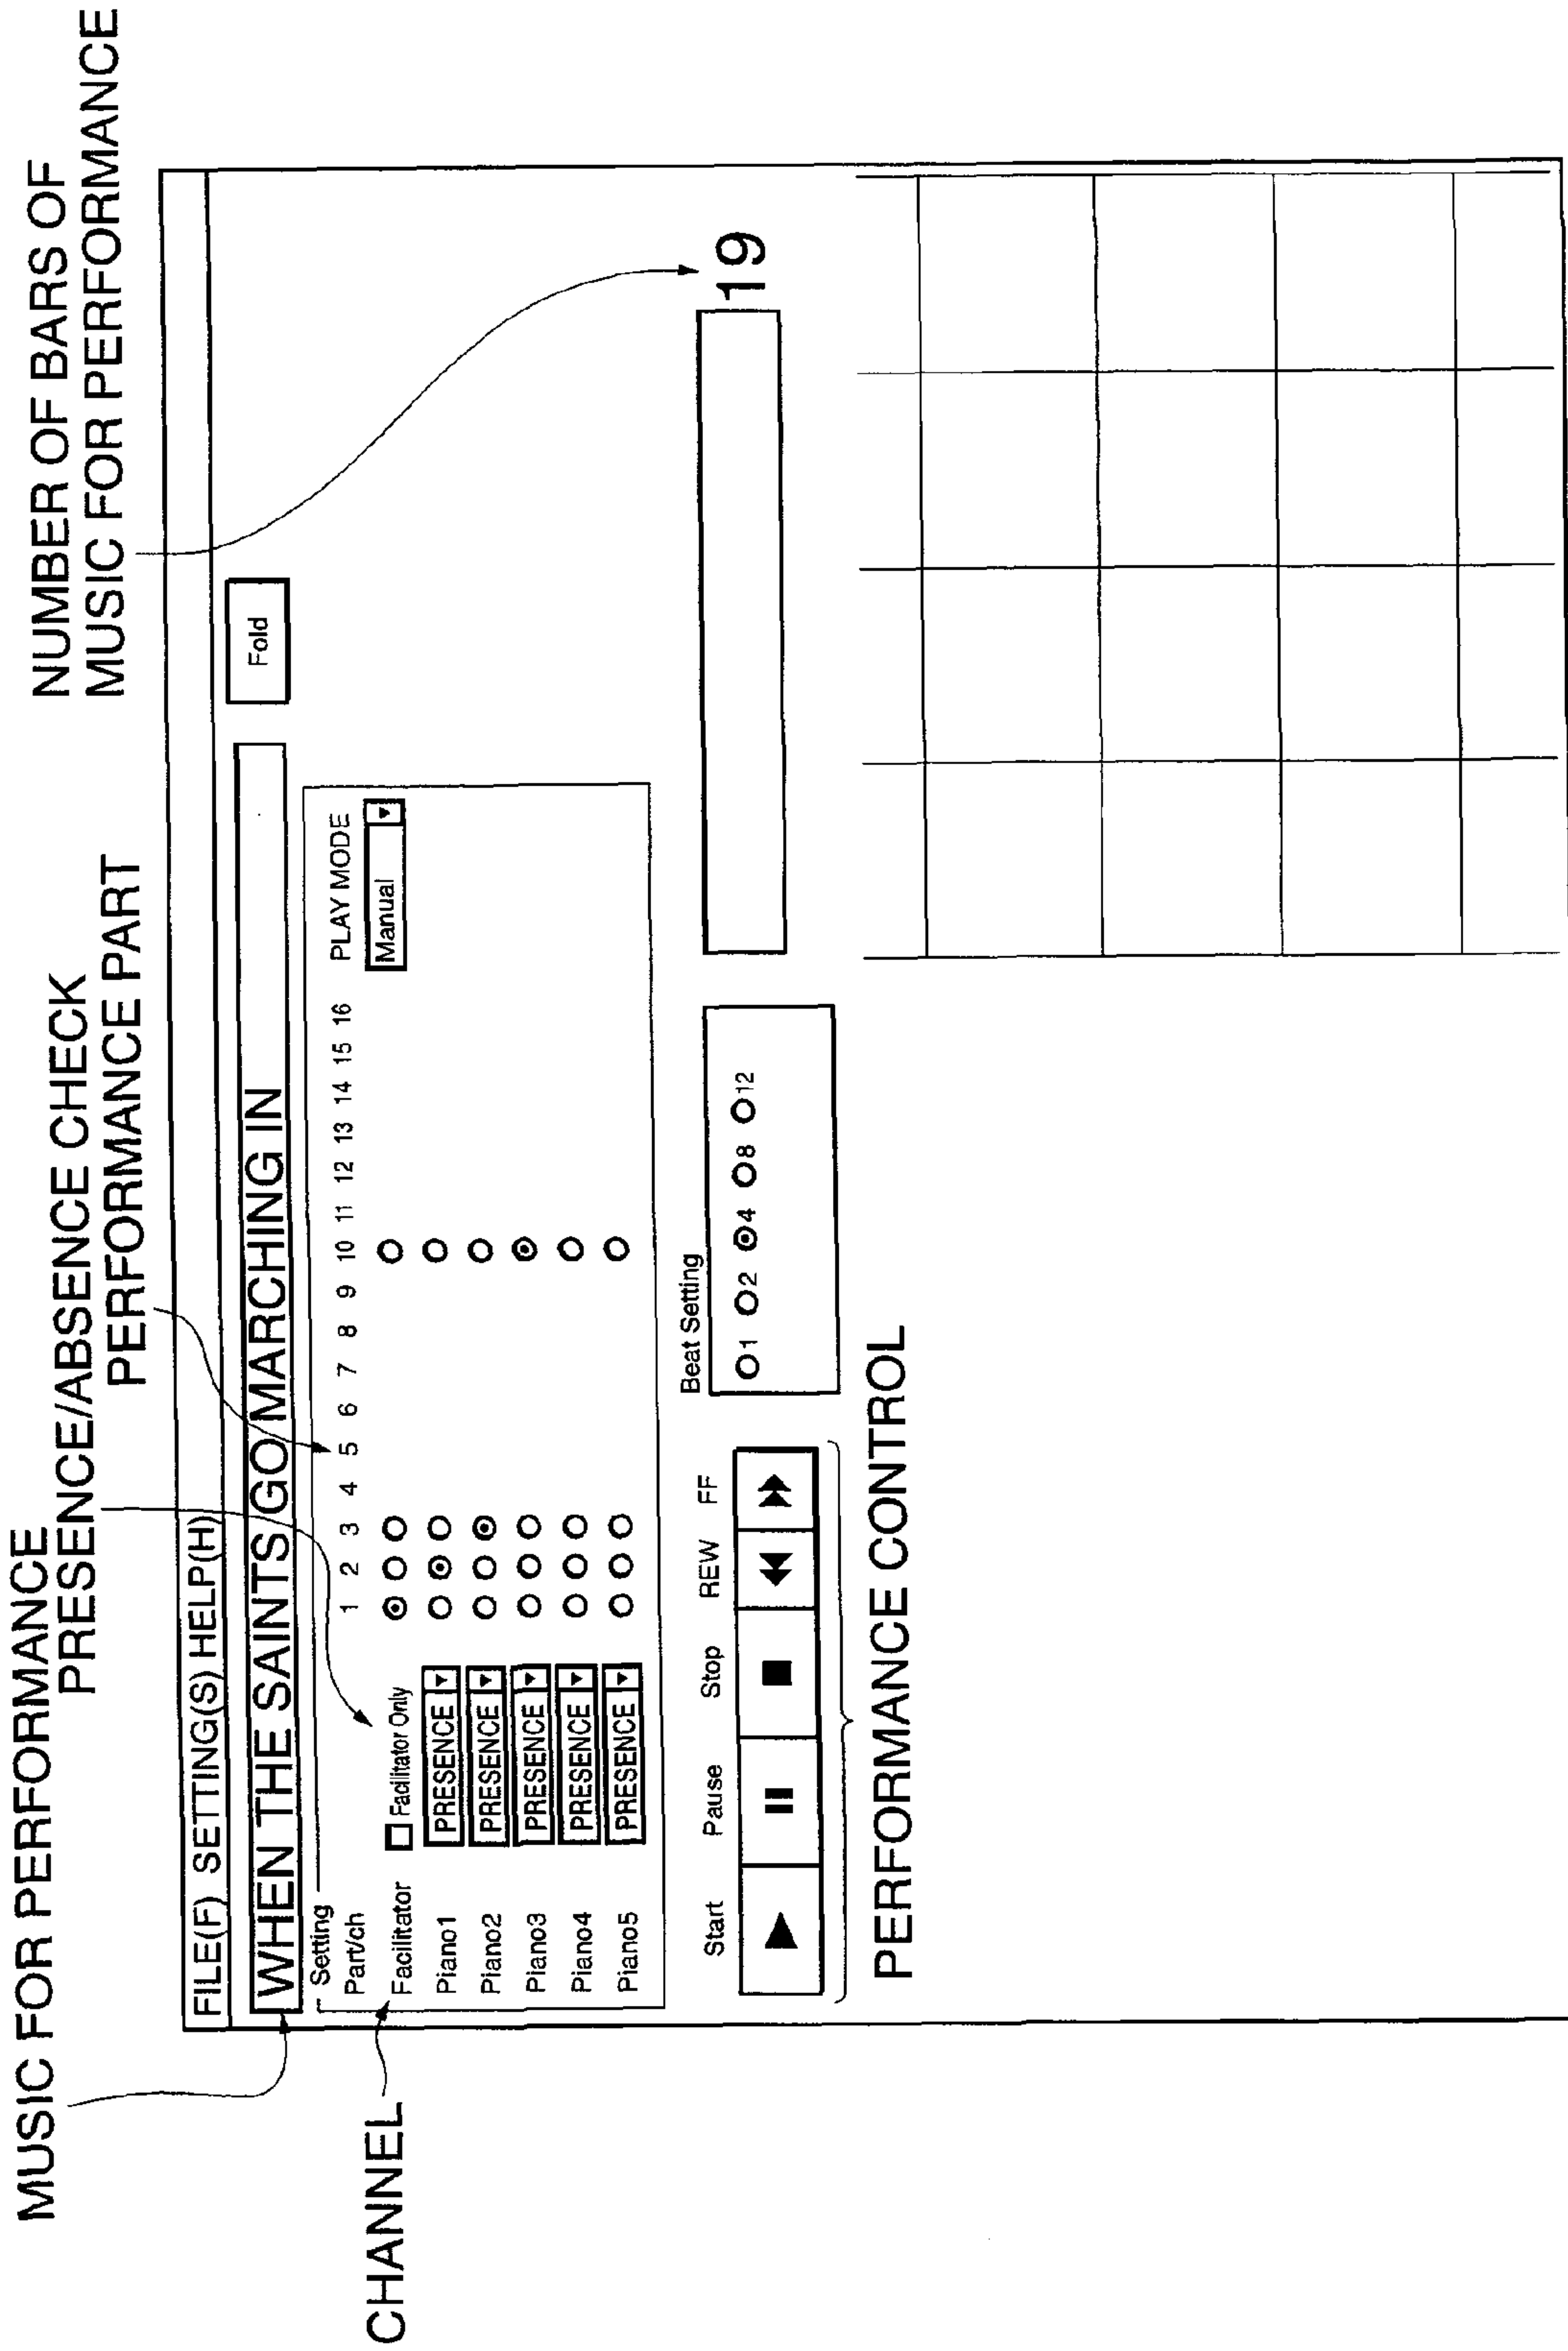 MUSIC FOR PERFORMANCE
PRESENCE/ABSENCE CHECK
PERFORMANCE PART
NUMBER OF BARS OF
MUSIC FOR PERFORMANCE
CHANNEL
FILE(F) SETTING(S) HELP(H)
WHEN THE SAINTS GO MARCHING IN
Fold
Setting
Part/ch
1 2 3 4 5 6 7 8 9 10 11 12 13 14 15 16
PLAY MODE
Facilitator
Facilitator Only
Manual
Piano1 PRESENCE
Piano2 PRESENCE
Piano3 PRESENCE
Piano4 PRESENCE
Piano5 PRESENCE
Start Pause Stop REW FF
Beat Setting
1 2 4 8 12
19
PERFORMANCE CONTROL